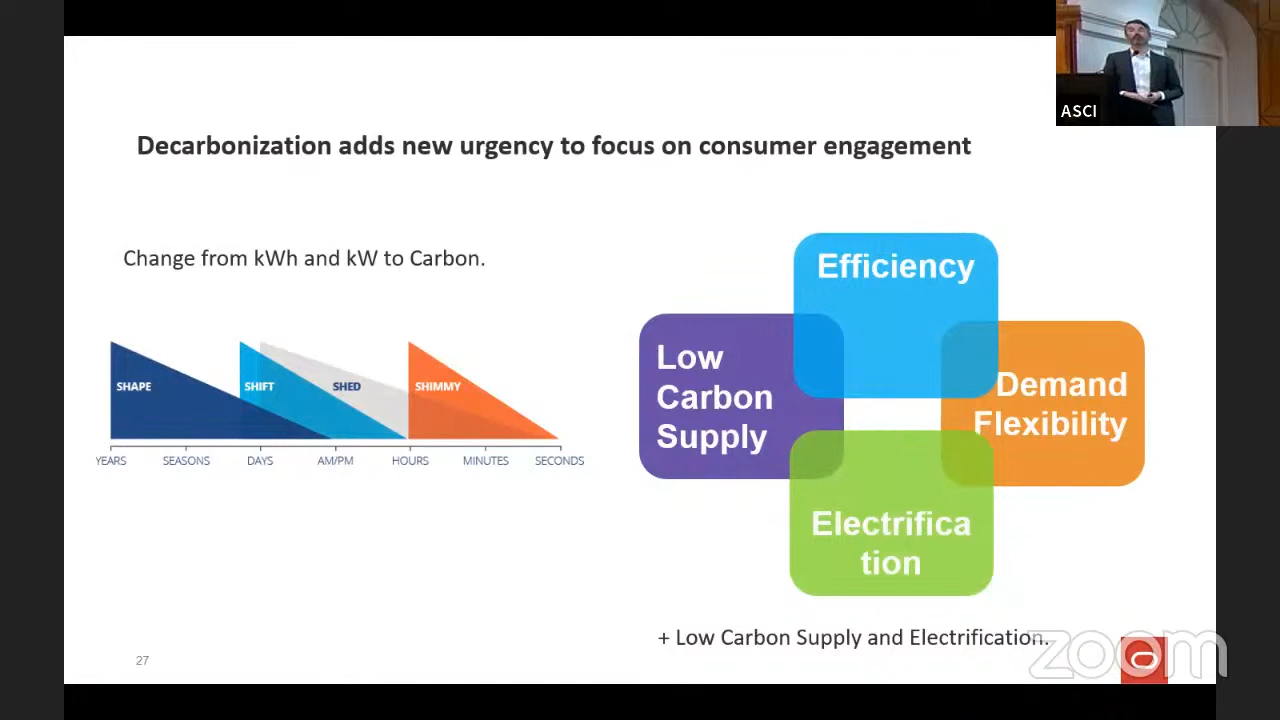 ASCI
Decarbonization adds new urgency to focus on consumer engagement
Change from kWh and kW to Carbon.
SHAPE
SHIFT
SHED
SHIMMY
YEARS
SEASONS
DAYS
AM/PM
HOURS
MINUTES
SECONDS
Efficiency
Low
Carbon
Supply
Demand
Flexibility
Electrifica
tion
+ Low Carbon Supply and Electrification.
27
zoom